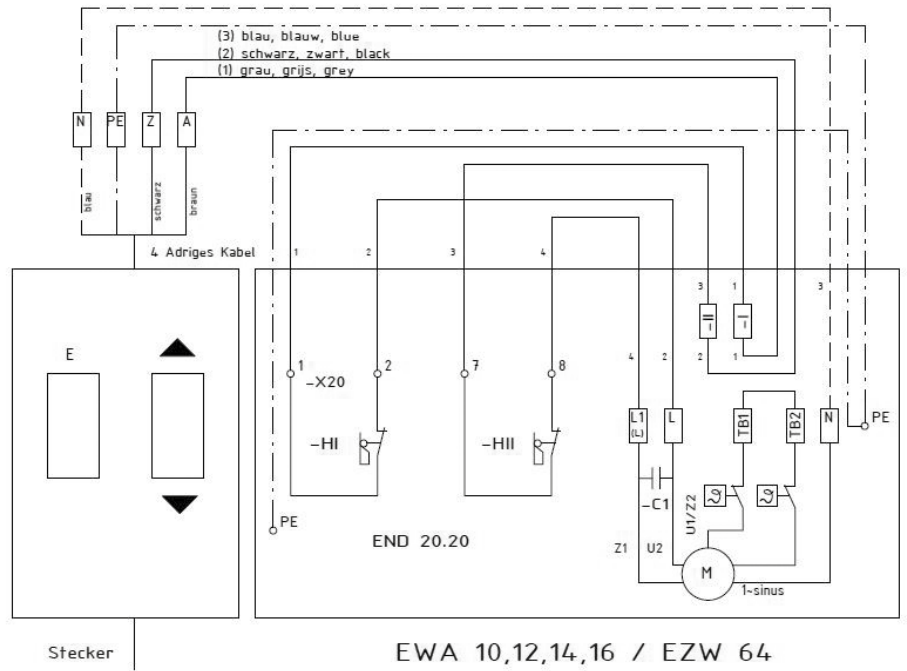 (3) blau, blauw, blue
(2) schwarz, zwart, black
(1) grau, grijs, grey
N PE Z A
blau schwarz braun
4 Adriges Kabel
1 2 3 4
3 1 3
-II -I
4 2 2 1
E
1 2 7 8
-X20
L1 (L) L TB1 TB2 N
PE
-HI -HII
-C1
U1/Z2
PE
END 20.20
Z1 U2
M
1~sinus
Stecker
EWA 10,12,14,16 / EZW 64